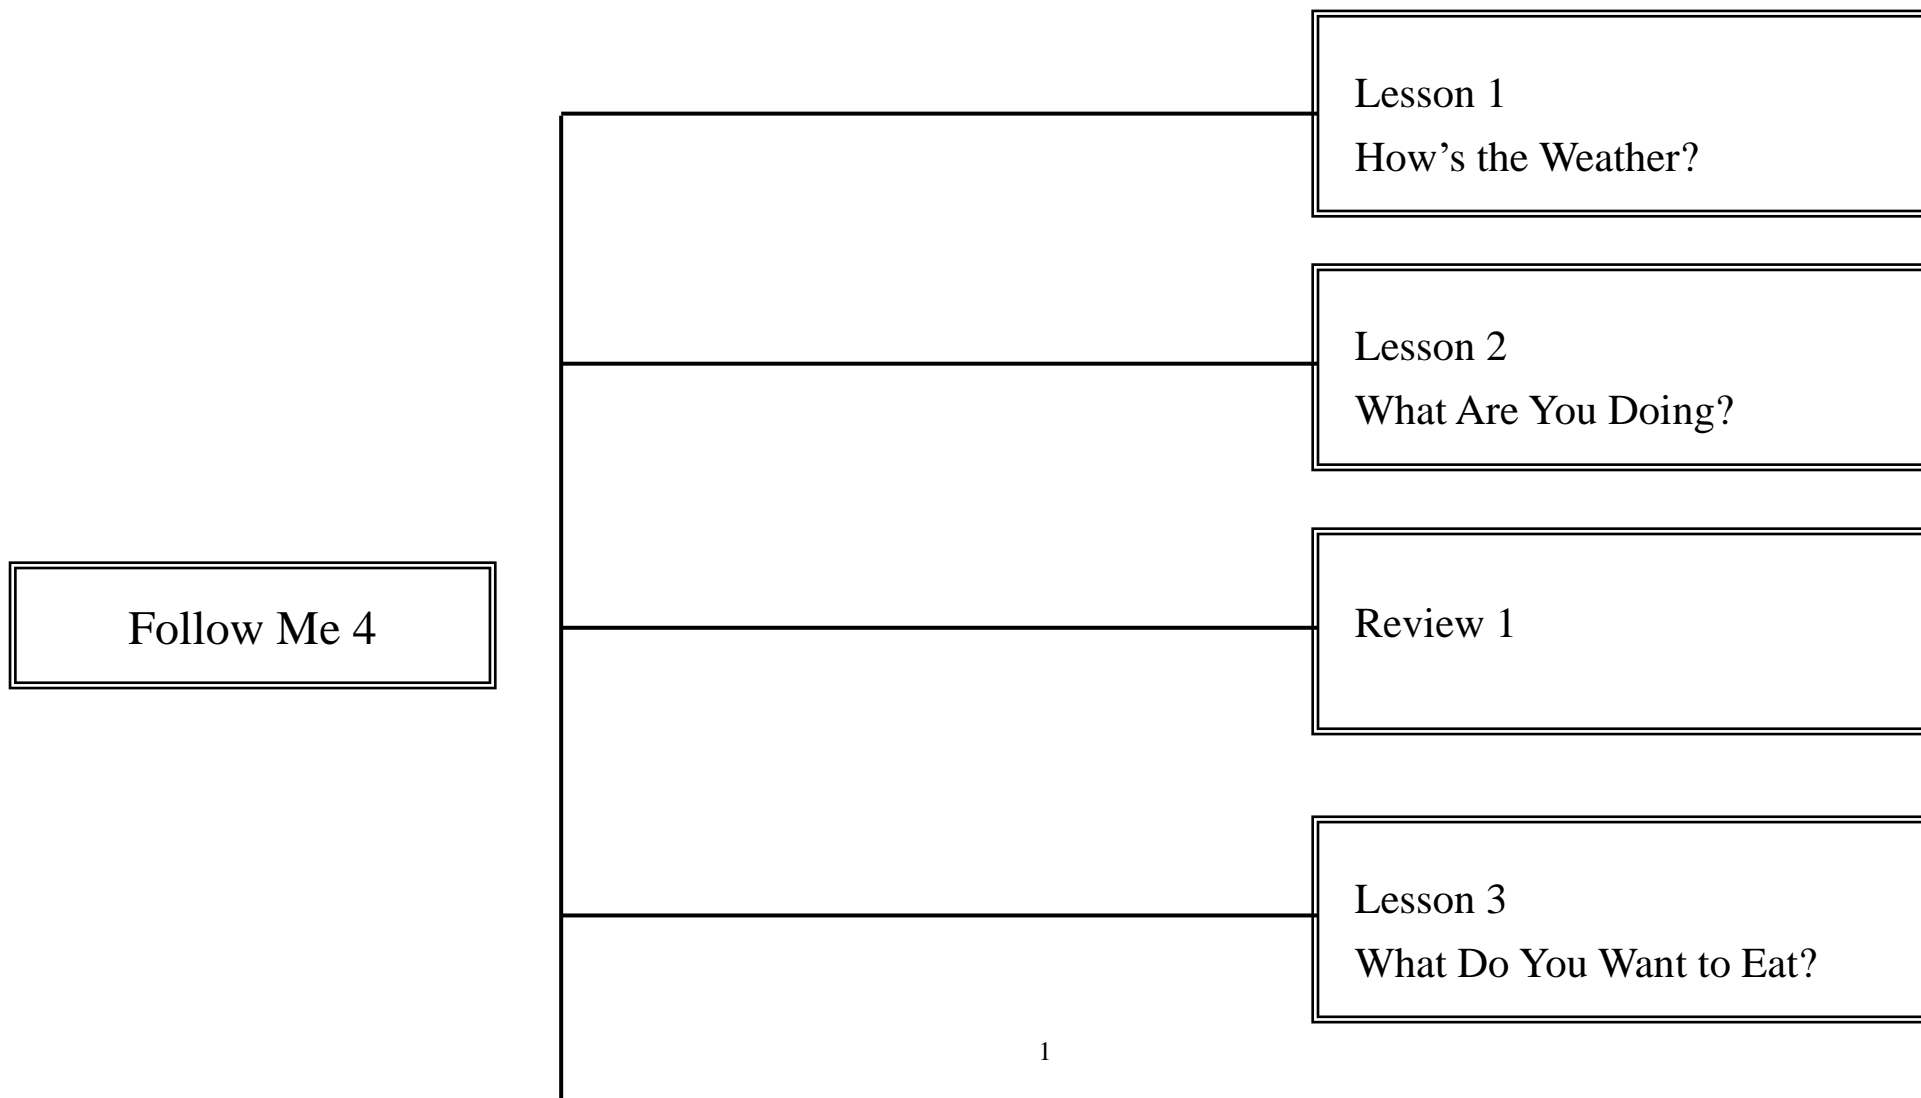 Lesson 1
How’s the Weather?
Lesson 2
What Are You Doing?
Follow Me 4
Review 1
Lesson 3
What Do You Want to Eat?
1